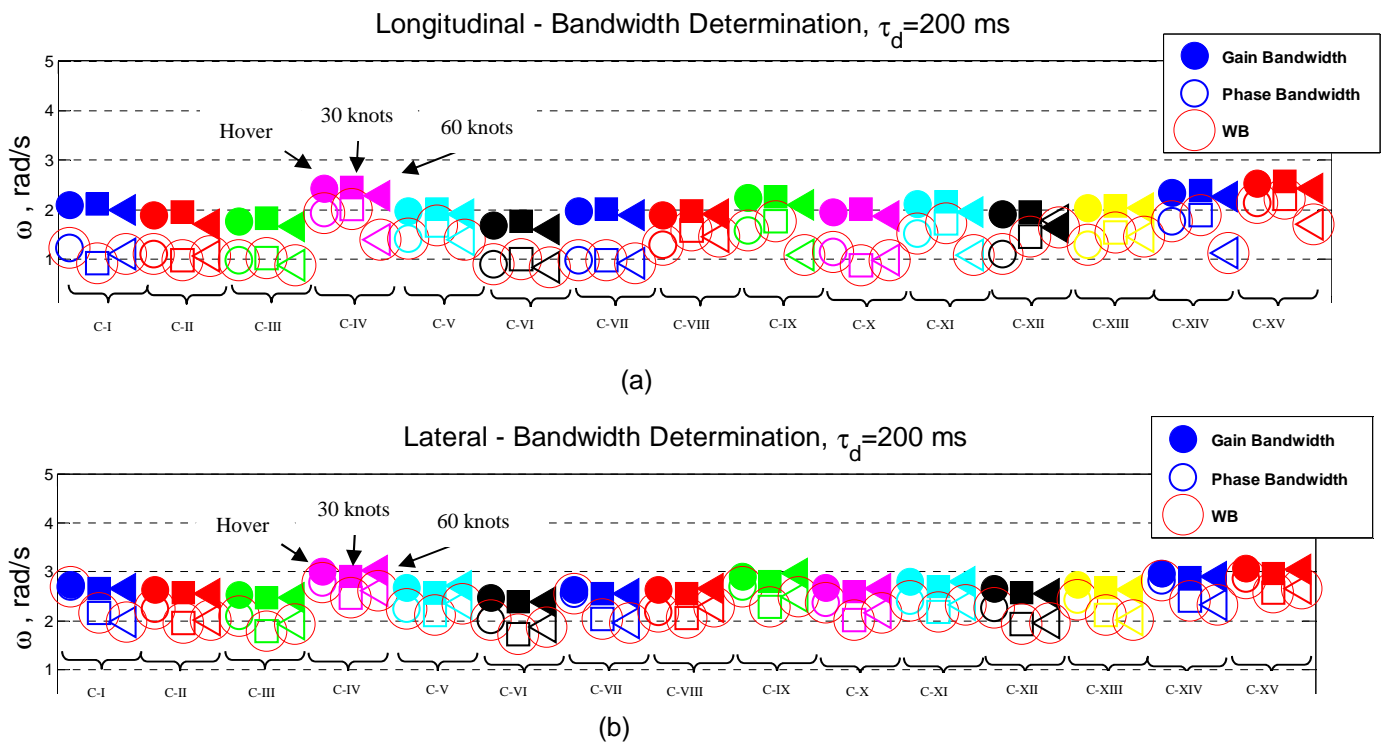 Longitudinal - Bandwidth Determination, τd=200 ms
Gain Bandwidth
Phase Bandwidth
WB
5
4
3
2
1
ω , rad/s
Hover
30 knots
60 knots
C-I C-II C-III C-IV C-V C-VI C-VII C-VIII C-IX C-X C-XI C-XII C-XIII C-XIV C-XV
(a)
Lateral - Bandwidth Determination, τd=200 ms
Gain Bandwidth
Phase Bandwidth
WB
5
4
3
2
1
ω , rad/s
Hover
30 knots
60 knots
C-I C-II C-III C-IV C-V C-VI C-VII C-VIII C-IX C-X C-XI C-XII C-XIII C-XIV C-XV
(b)